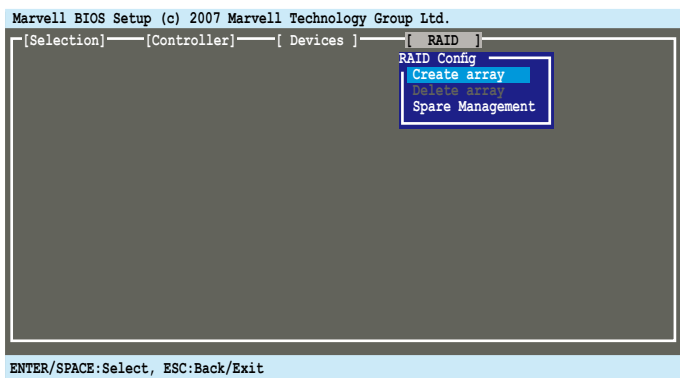 Marvell BIOS Setup (c) 2007 Marvell Technology Group Ltd.
[Selection] [Controller] [ Devices ] [ RAID ]
RAID Config
Create array
Delete array
Spare Management
ENTER/SPACE:Select, ESC:Back/Exit